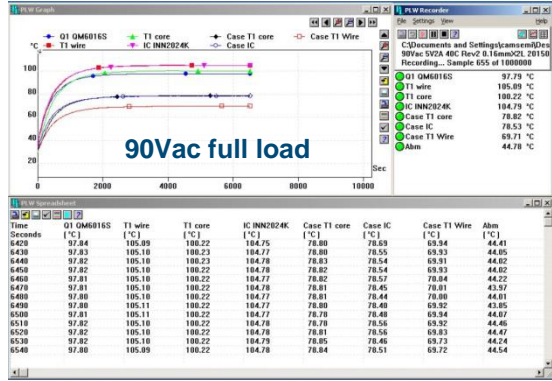 PLW Graph
Q1 QM6016S
T1 core
Case T1 core
Case T1 Wire
T1 wire
IC INN2024K
Case IC
°C
100
80
60
40
20
0
2000
4000
6000
8000
10000
Sec
90Vac full load
PLW Recorder
File Settings View Help
C:\Documents and Settings\camsemi\Des
90Vac 5V2A 40C Rev2 0.16mmX2L 20150
Recording... Sample 655 of 1000000
Q1 QM6016S 97.79 °C
T1 wire 105.09 °C
T1 core 100.22 °C
IC INN2024K 104.79 °C
Case T1 core 78.82 °C
Case IC 78.53 °C
Case T1 Wire 69.71 °C
Abm 44.78 °C
PLW Spreadsheet
Time Q1 QM6016S T1 wire T1 core IC INN2024K Case T1 core Case IC Case T1 Wire Abm
Seconds [°C] [°C] [°C] [°C] [°C] [°C] [°C] [°C]
6420 97.84 105.09 100.22 104.75 78.80 78.69 69.94 44.41
6430 97.83 105.10 100.23 104.77 78.80 78.55 69.93 44.05
6440 97.82 105.10 100.23 104.78 78.83 78.54 69.91 44.02
6450 97.82 105.10 100.22 104.78 78.82 78.54 69.93 44.02
6460 97.81 105.10 100.22 104.77 78.82 78.57 70.04 44.22
6470 97.81 105.10 100.22 104.78 78.81 78.45 70.01 43.97
6480 97.80 105.10 100.22 104.77 78.81 78.44 70.00 44.01
6490 97.80 105.11 100.22 104.77 78.80 78.48 69.92 43.85
6500 97.81 105.11 100.22 104.77 78.78 78.48 69.94 44.07
6510 97.82 105.10 100.22 104.78 78.78 78.56 69.92 44.46
6520 97.82 105.10 100.22 104.78 78.81 78.56 69.83 44.47
6530 97.82 105.10 100.22 104.79 78.85 78.46 69.73 44.24
6540 97.80 105.09 100.22 104.78 78.84 78.51 69.72 44.54